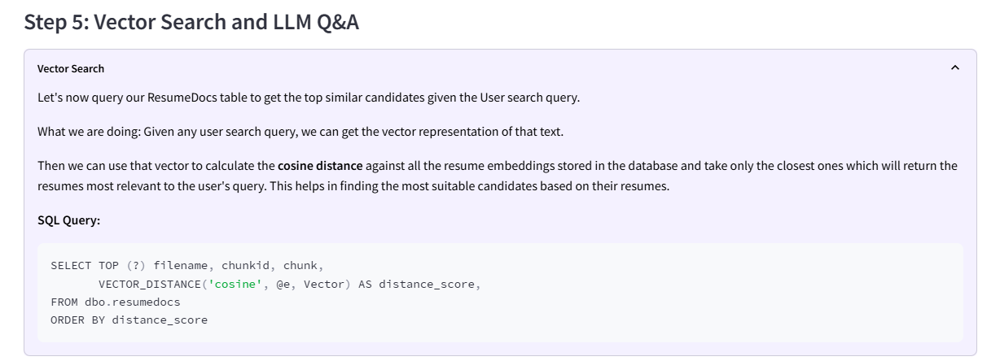 Step 5: Vector Search and LLM Q&A
Vector Search
Let's now query our ResumeDocs table to get the top similar candidates given the User search query.
What we are doing: Given any user search query, we can get the vector representation of that text.
Then we can use that vector to calculate the cosine distance against all the resume embeddings stored in the database and take only the closest ones which will return the
resumes most relevant to the user's query. This helps in finding the most suitable candidates based on their resumes.
SQL Query:
SELECT TOP (?) filename, chunkid, chunk,
       VECTOR_DISTANCE('cosine', @e, Vector) AS distance_score,
FROM dbo.resumedocs
ORDER BY distance_score